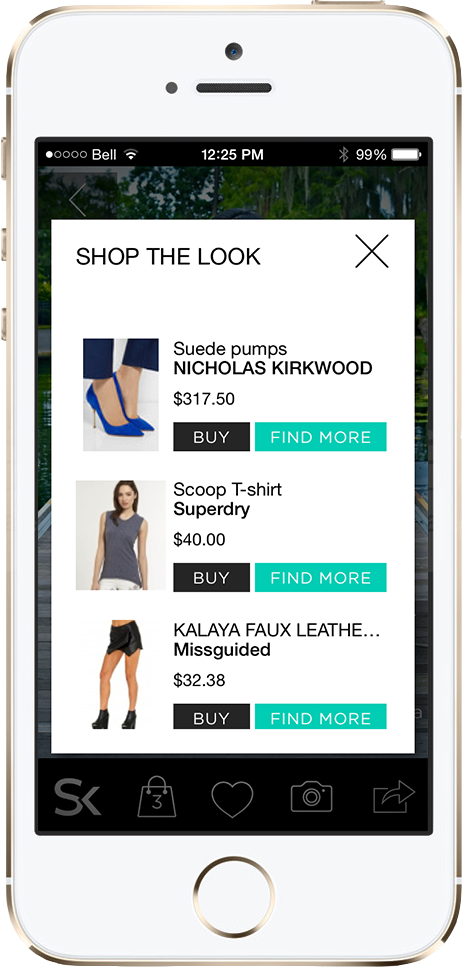 Bell 12:25 PM 99%
SHOP THE LOOK
Suede pumps
NICHOLAS KIRKWOOD
$317.50
BUY FIND MORE
Scoop T-shirt
Superdry
$40.00
BUY FIND MORE
KALAYA FAUX LEATHE...
Missguided
$32.38
BUY FIND MORE
a
SK 3